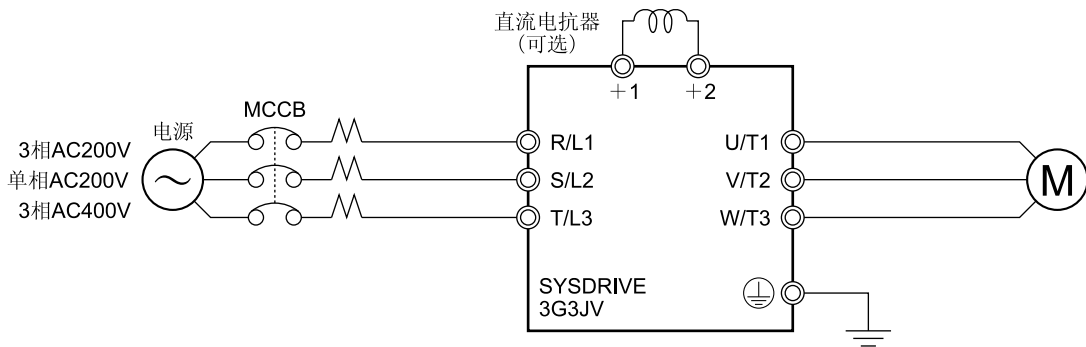 直流电抗器
(可选)
+1
+2
MCCB
电源
3相AC200V
单相AC200V
3相AC400V
R/L1
S/L2
T/L3
U/T1
V/T2
W/T3
M
SYSDRIVE
3G3JV